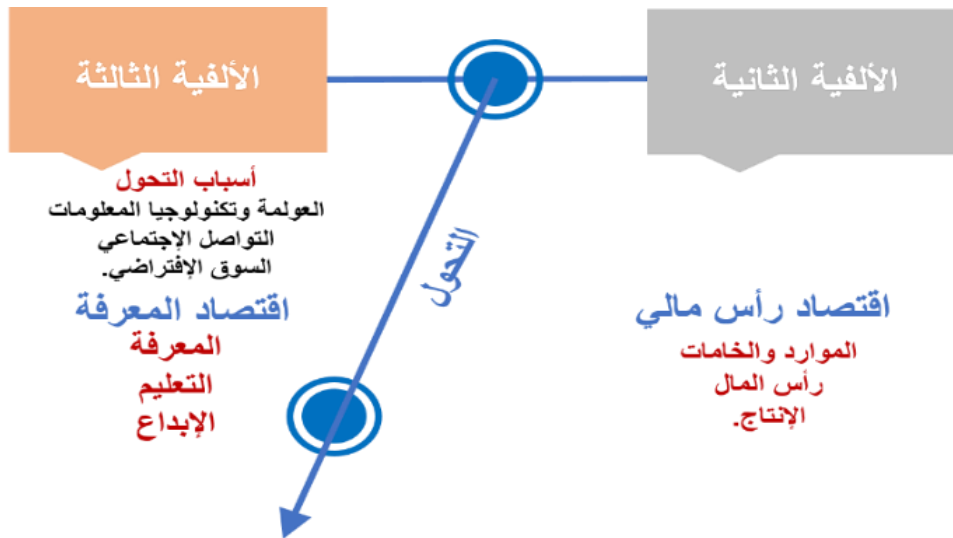 الألفية الثانية
اقتصاد رأس مالي
الموارد والخامات
رأس المال
الإنتاج.
التحول
الألفية الثالثة
أسباب التحول
العولمة وتكنولوجيا المعلومات
التواصل الإجتماعي
السوق الإفتراضي.
اقتصاد المعرفة
المعرفة
التعليم
الإبداع